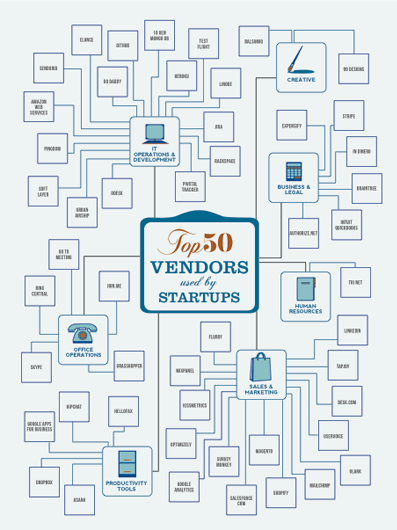 ELANCE
GITHUB
10 GEN
MONGO DB
TEST
FLIGHT
BALSAMIQ
SENDGRID
GO DADDY
HEROKU
LINODE
99 DESIGNS
CREATIVE
AMAZON
WEB
SERVICES
JIRA
IT
OPERATIONS &
DEVELOPMENT
EXPENSIFY
STRIPE
PINGDOM
RACKSPACE
IN DINERO
SOFT
LAYER
ODESK
PIVOTAL
TRACKER
BUSINESS &
LEGAL
BRAINTREE
URBAN
AIRSHIP
AUTHORIZE.NET
INTUIT
QUICKBOOKS
Top 50
VENDORS
used by
STARTUPS
GO TO
MEETING
RING
CENTRAL
JOIN.ME
TRI NET
HUMAN
RESOURCES
OFFICE
OPERATIONS
SKYPE
GRASSHOPPER
FLURRY
LINKEDIN
MIXPANEL
TAPJOY
SALES &
MARKETING
KISSMETRICS
DESK.COM
HIPCHAT
HELLOFAX
GOOGLE APPS
FOR BUSINESS
OPTIMIZELY
USERVOICE
SURVEY
MONKEY
MAGENTO
OLARK
DROPBOX
ASANA
PRODUCTIVITY
TOOLS
GOOGLE
ANALYTICS
SALESFORCE
CRM
SHOPIFY
MAILCHIMP